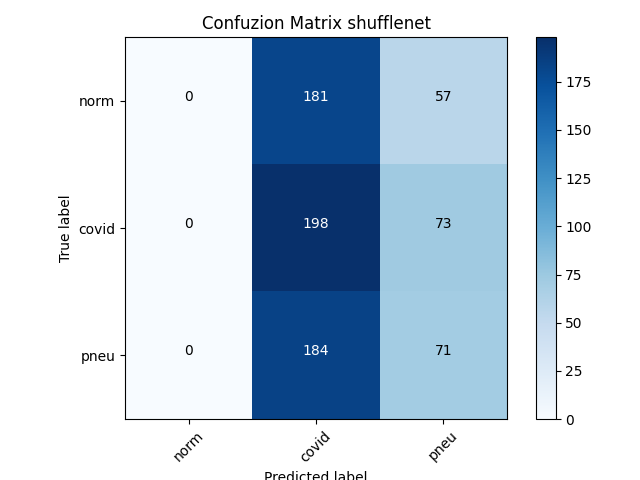 Confuzion Matrix shufflenet
True label
norm 0 181 57
covid 0 198 73
pneu 0 184 71
norm covid pneu
Predicted label
175
150
125
100
75
50
25
0